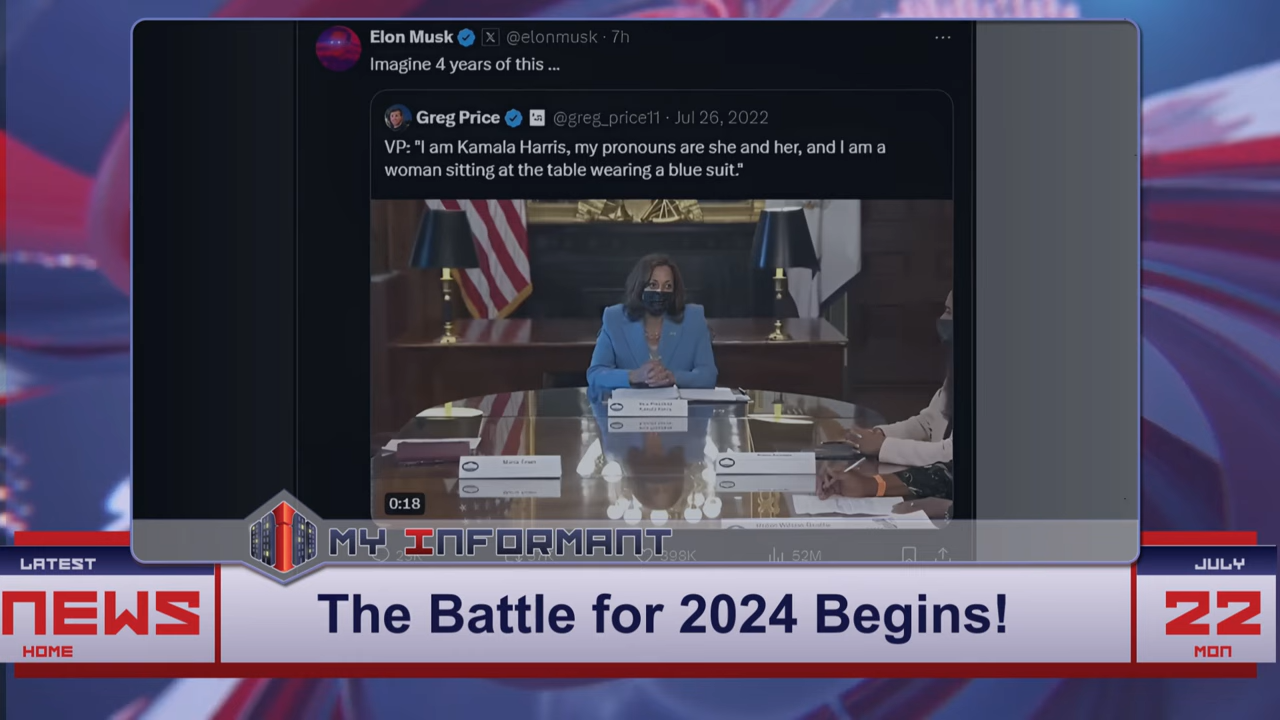 Elon Musk @elonmusk · 7h
Imagine 4 years of this ...
Greg Price @greg_price11 · Jul 26, 2022
VP: "I am Kamala Harris, my pronouns are she and her, and I am a
woman sitting at the table wearing a blue suit."
0:18
398K 52M
MY INFORMANT
LATEST
NEWS
HOME
The Battle for 2024 Begins!
JULY
22
MON